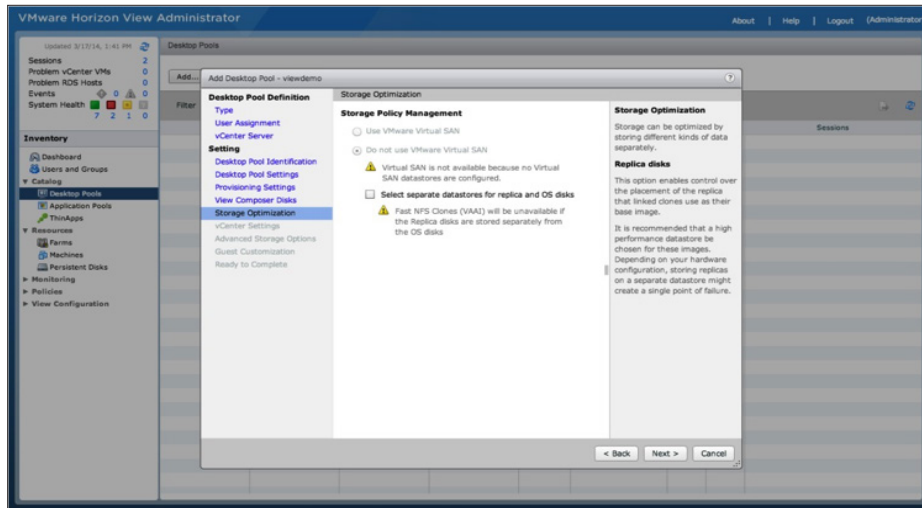 VMware Horizon View Administrator
About | Help | Logout (Administrator
Updated 3/17/14, 1:41 PM
Sessions 2
Problem vCenter VMs 0
Problem RDS Hosts 0
Events 0 0
System Health
7 2 1 0
Inventory
Dashboard
Users and Groups
Catalog
Desktop Pools
Application Pools
ThinApps
Resources
Farms
Machines
Persistent Disks
Monitoring
Policies
View Configuration
Desktop Pools
Add...
Filter
Sessions
Add Desktop Pool - viewdemo
?
Desktop Pool Definition
Type
User Assignment
vCenter Server
Setting
Desktop Pool Identification
Desktop Pool Settings
Provisioning Settings
View Composer Disks
Storage Optimization
vCenter Settings
Advanced Storage Options
Guest Customization
Ready to Complete
Storage Optimization
Storage Policy Management
Use VMware Virtual SAN
Do not use VMware Virtual SAN
Virtual SAN is not available because no Virtual
SAN datastores are configured.
Select separate datastores for replica and OS disks
Fast NFS Clones (VAAI) will be unavailable if
the Replica disks are stored separately from
the OS disks
Storage Optimization
Storage can be optimized by
storing different kinds of data
separately.
Replica disks
This option enables control over
the placement of the replica
that linked clones use as their
base image.
It is recommended that a high
performance datastore be
chosen for these images.
Depending on your hardware
configuration, storing replicas
on a separate datastore might
create a single point of failure.
< Back
Next >
Cancel